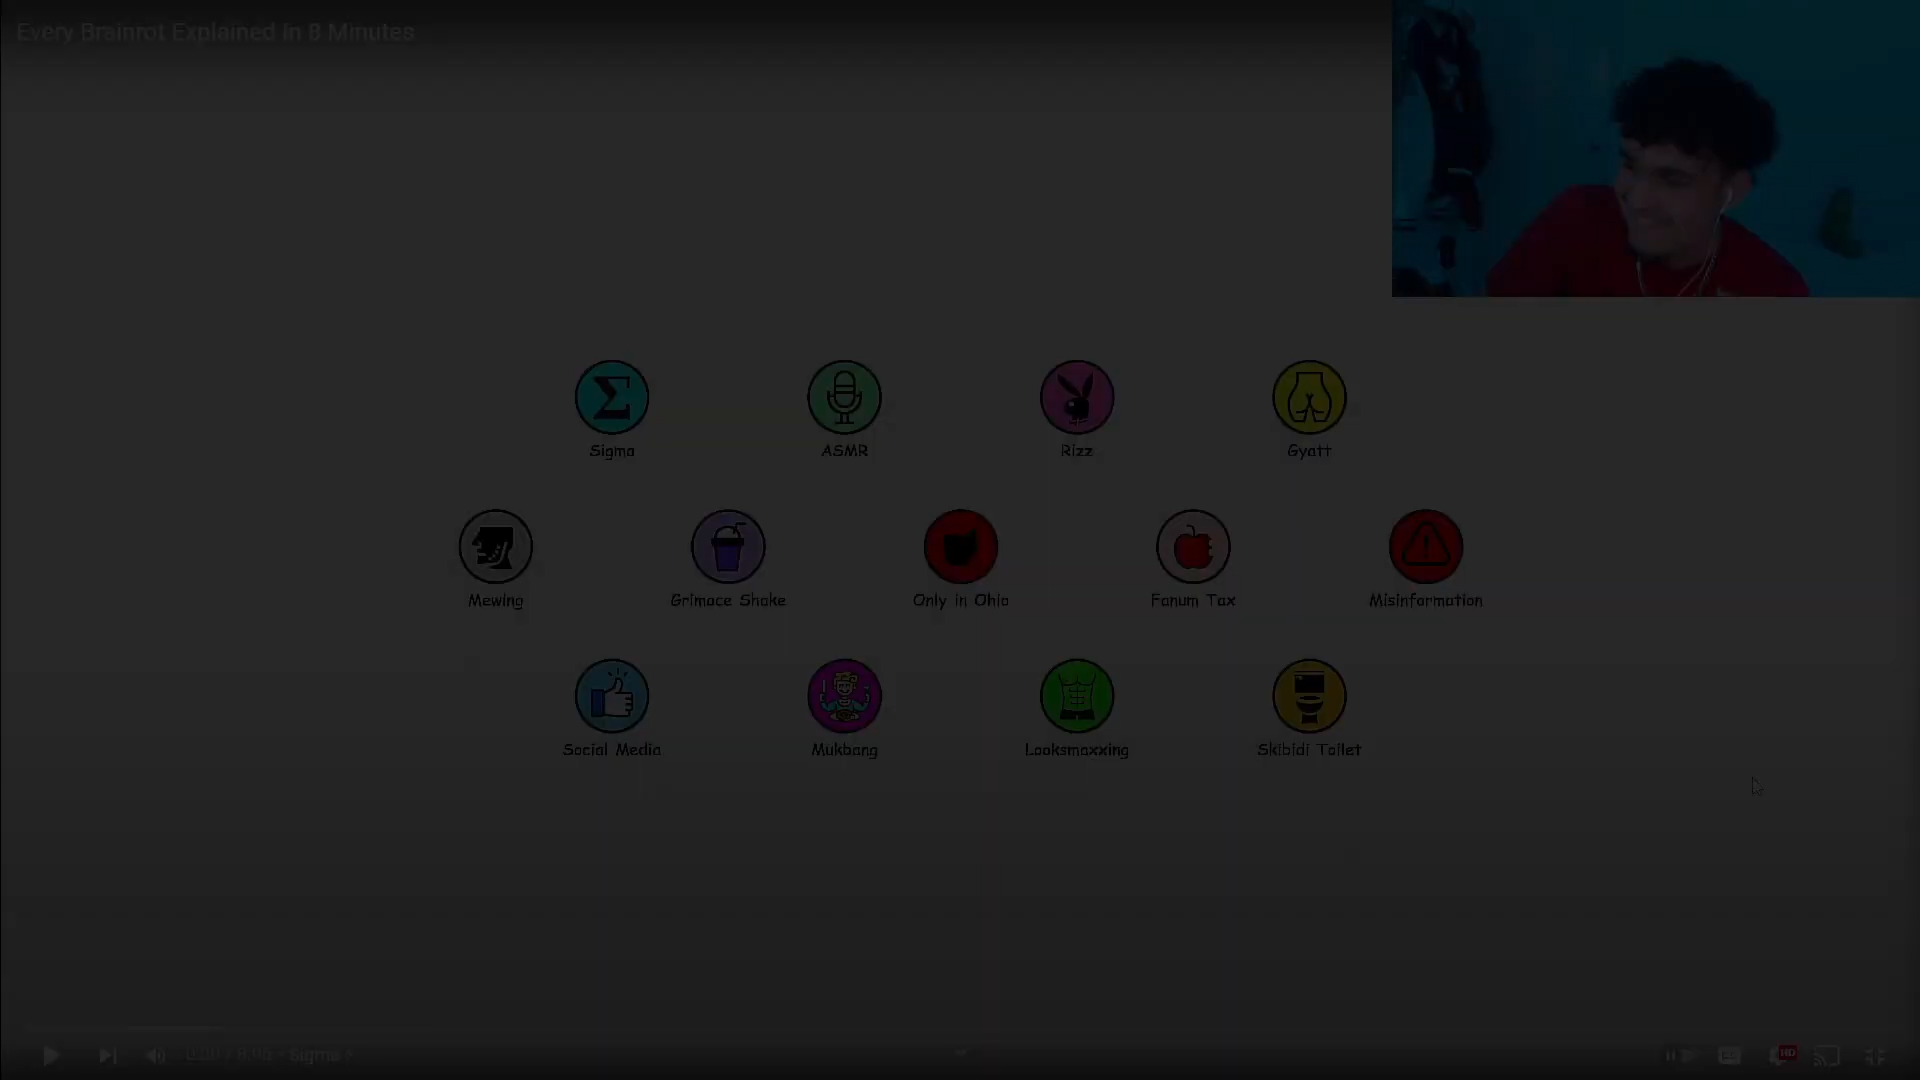 Every Brainrot Explained In 8 Minutes
Sigma
ASMR
Rizz
Gyatt
Mewing
Grimace Shake
Only in Ohio
Fanum Tax
Misinformation
Social Media
Mukbang
Looksmaxxing
Skibidi Toilet
Sigma >
HD